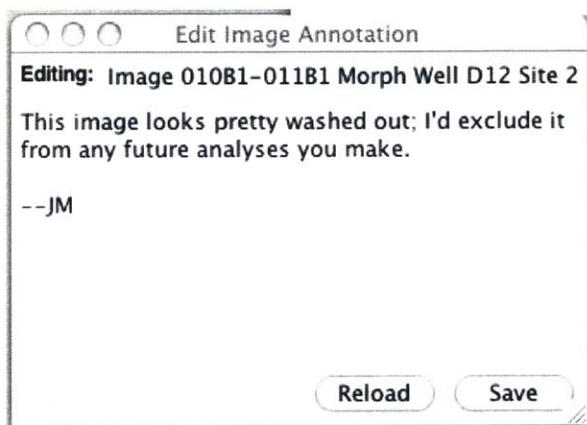 Edit Image Annotation
Editing: Image 010B1-011B1 Morph Well D12 Site 2
This image looks pretty washed out; I'd exclude it
from any future analyses you make.
--JM
Reload Save